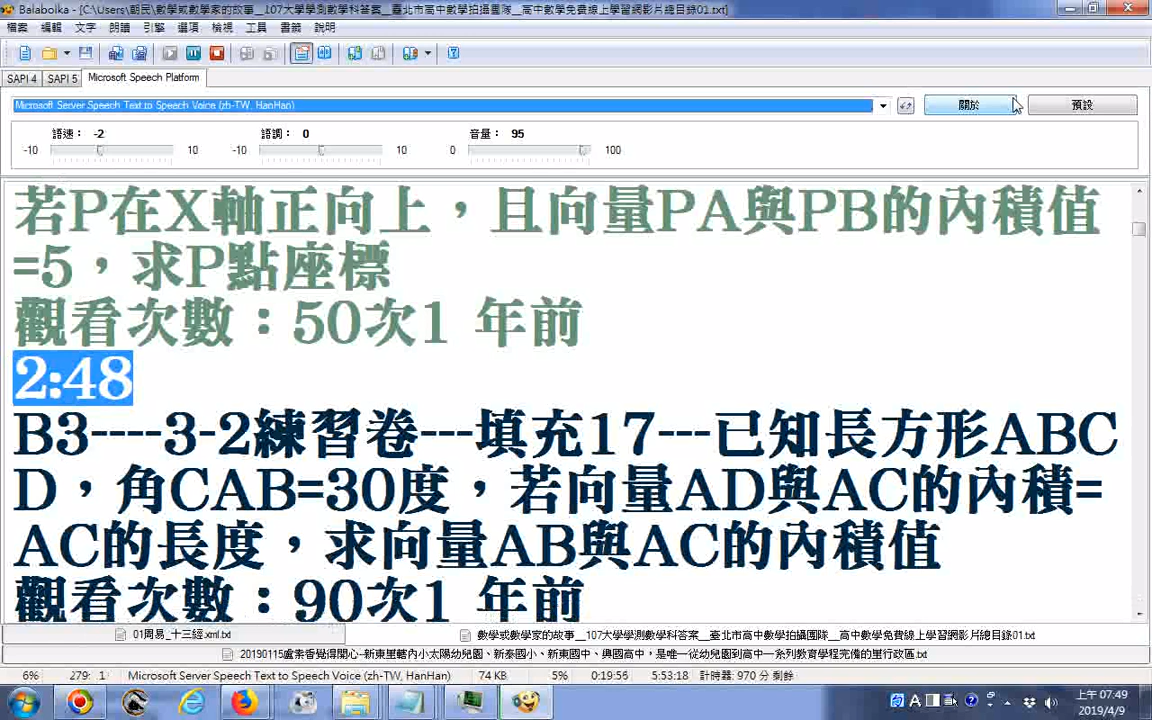 Balabolka - [C:\Users\朝民\數學或數學家的故事__107大學學測數學科答案__臺北市高中數學拍攝團隊__高中數學免費線上學習網影片總目錄01.txt]
檔案 編輯 文字 朗讀 引擎 選項 檢視 工具 書籤 說明
SAPI 4 SAPI 5 Microsoft Speech Platform
Microsoft Server Speech Text to Speech Voice (zh-TW, HanHan) 關於 預設
語速： -2 語調： 0 音量： 95
-10 10 -10 10 0 100
若P在X軸正向上，且向量PA與PB的內積值
=5，求P點座標
觀看次數：50次1 年前
2:48
B3----3-2練習卷---填充17---已知長方形ABC
D，角CAB=30度，若向量AD與AC的內積=
AC的長度，求向量AB與AC的內積值
觀看次數：90次1 年前
01周易_十三經.xml.txt 數學或數學家的故事__107大學學測數學科答案__臺北市高中數學拍攝團隊__高中數學免費線上學習網影片總目錄01.txt
20190115盧素香覺得開心-新東里轄內小太陽幼兒園、新泰國小、新東國中、興國高中，是唯一從幼兒園到高中一系列教育學程完備的里行政區.txt
6% 279: 1 Microsoft Server Speech Text to Speech Voice (zh-TW, HanHan) 74 KB 5% 0:19:56 5:53:18 計時器: 970 分 剩餘
上午 07:49
2019/4/9